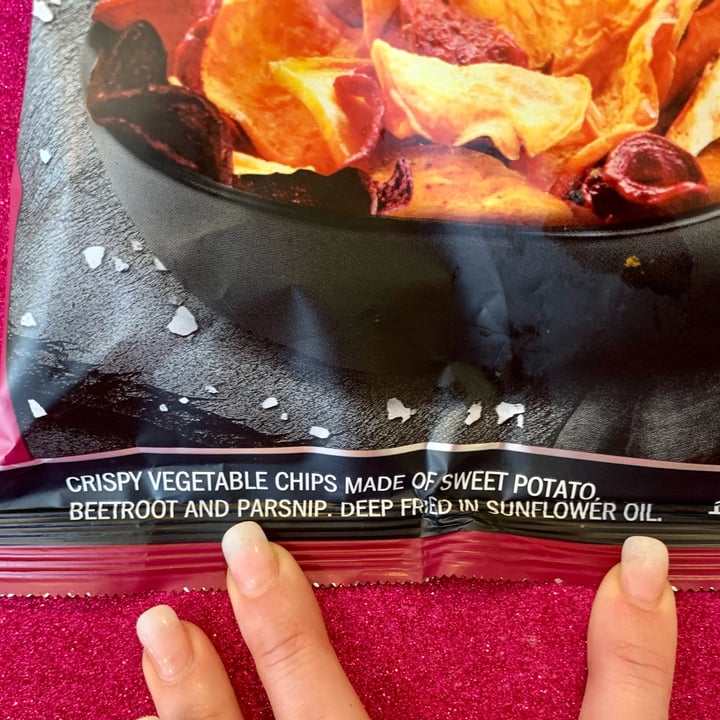 CRISPY VEGETABLE CHIPS MADE OF SWEET POTATO,
BEETROOT AND PARSNIP. DEEP FRIED IN SUNFLOWER OIL.